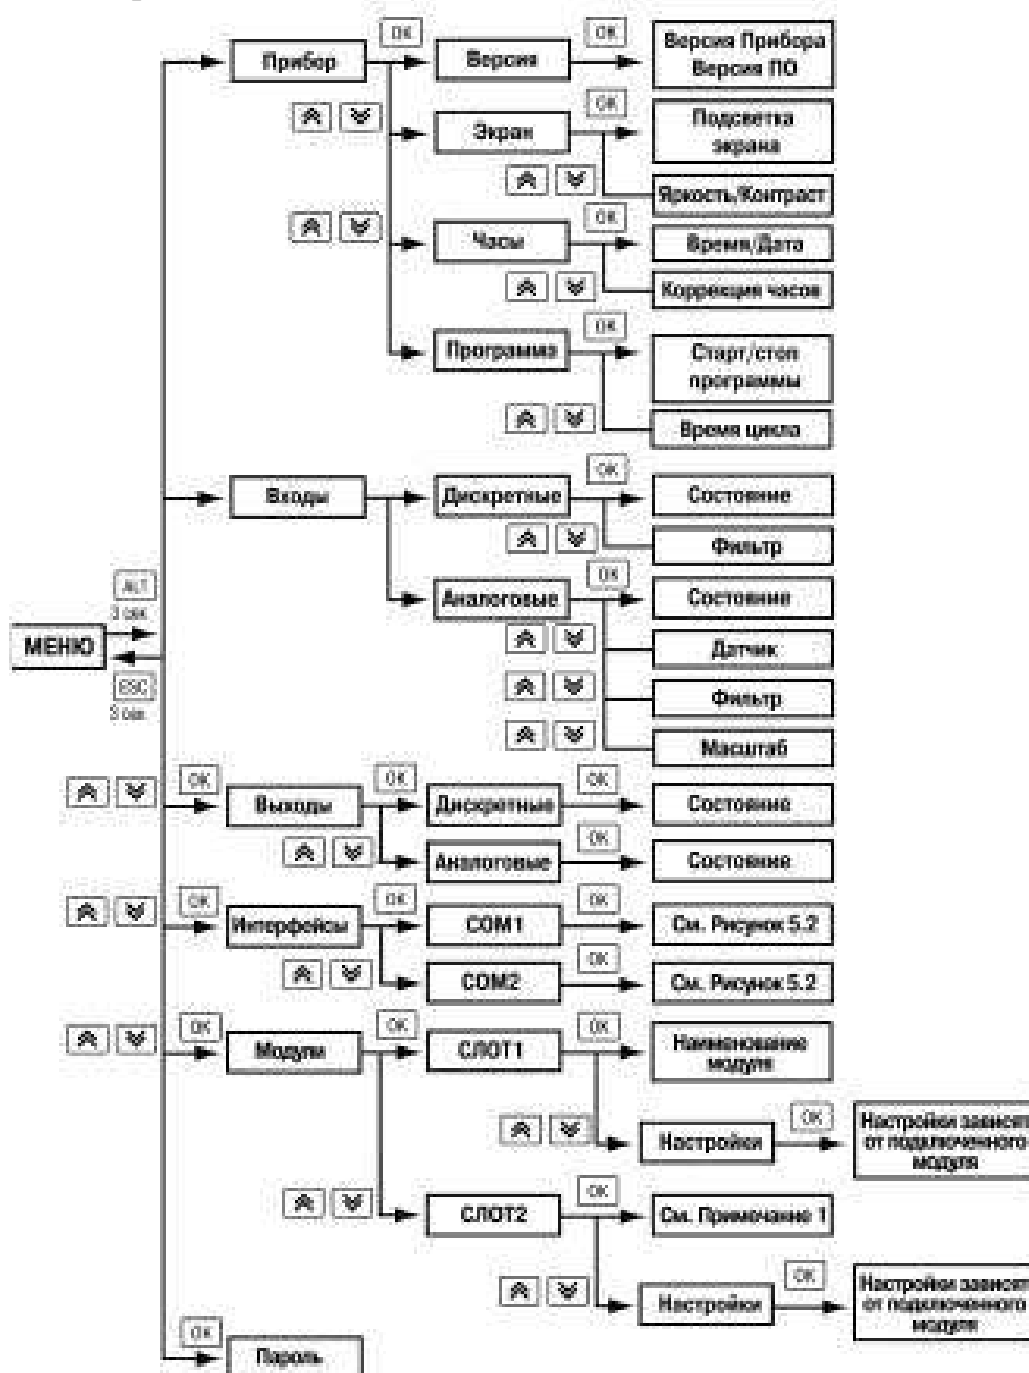 OK
OK
Прибор
Версия
Версия Прибора
Версия ПО
OK
Экран
Подсветка
экрана
Яркость/Контраст
OK
Часы
Время/Дата
Коррекция часов
OK
Программа
Старт/стоп
программы
Время цикла
OK
Входы
Дискретные
Состояние
Фильтр
OK
Аналоговые
Состояние
Датчик
Фильтр
Масштаб
ALT
3 сек
МЕНЮ
ESC
3 сек
OK
OK
OK
Выходы
Дискретные
Состояние
OK
Аналоговые
Состояние
OK
OK
OK
Интерфейсы
COM1
См. Рисунок 5.2
OK
COM2
См. Рисунок 5.2
OK
OK
OK
Модули
СЛОТ1
Наименование
модуля
OK
Настройки
Настройки зависят
от подключенного
модуля
OK
СЛОТ2
См. Примечание 1
OK
Настройки
Настройки зависят
от подключенного
модуля
OK
Пароль